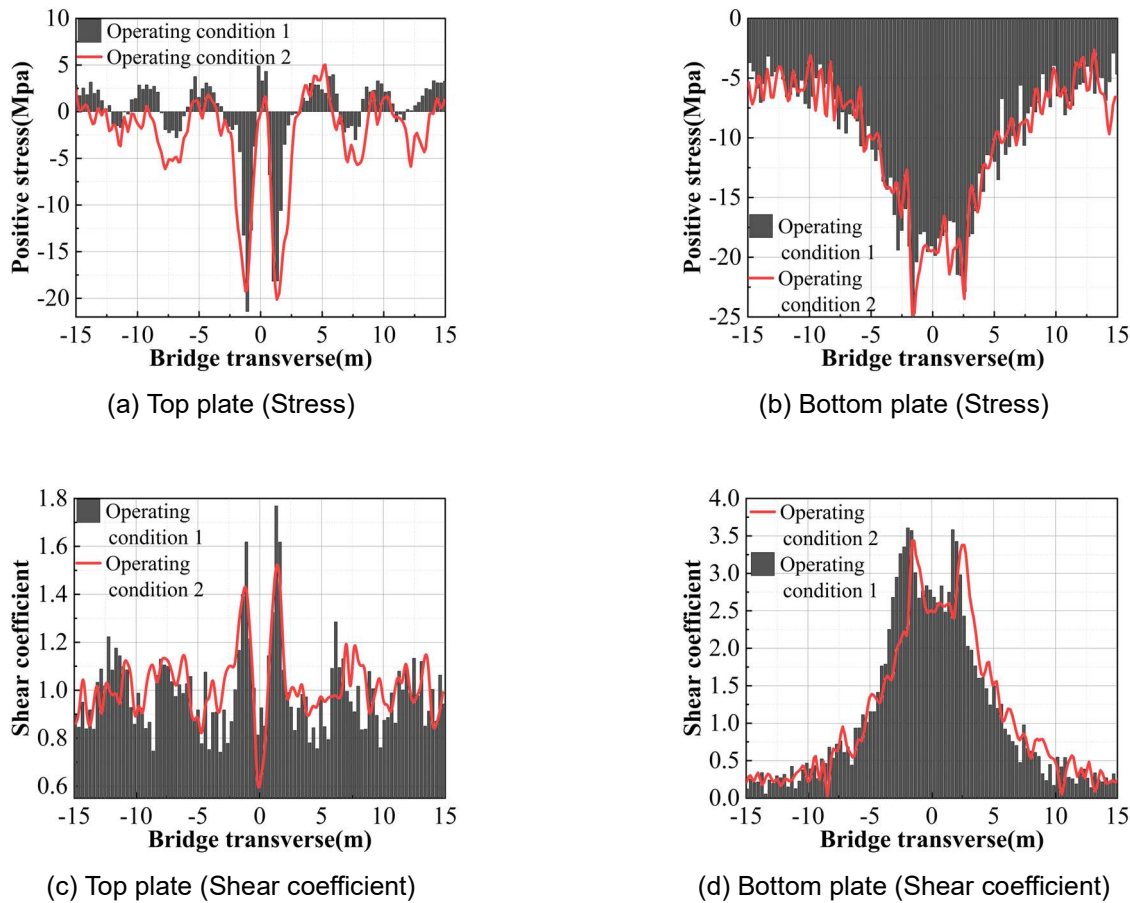 10
5
0
-5
-10
-15
-20
Positive stress(Mpa)
Operating condition 1
Operating condition 2
-15 -10 -5 0 5 10 15
Bridge transverse(m)
(a) Top plate (Stress)
0
-5
-10
-15
-20
-25
Positive stress(Mpa)
Operating
condition 1
Operating
condition 2
-15 -10 -5 0 5 10 15
Bridge transverse(m)
(b) Bottom plate (Stress)
1.8
1.6
1.4
1.2
1.0
0.8
0.6
Shear coefficient
Operating
condition 1
Operating
condition 2
-15 -10 -5 0 5 10 15
Bridge transverse(m)
(c) Top plate (Shear coefficient)
4.0
3.5
3.0
2.5
2.0
1.5
1.0
0.5
0.0
Shear coefficient
Operating
condition 2
Operating
condition 1
-15 -10 -5 0 5 10 15
Bridge transverse(m)
(d) Bottom plate (Shear coefficient)